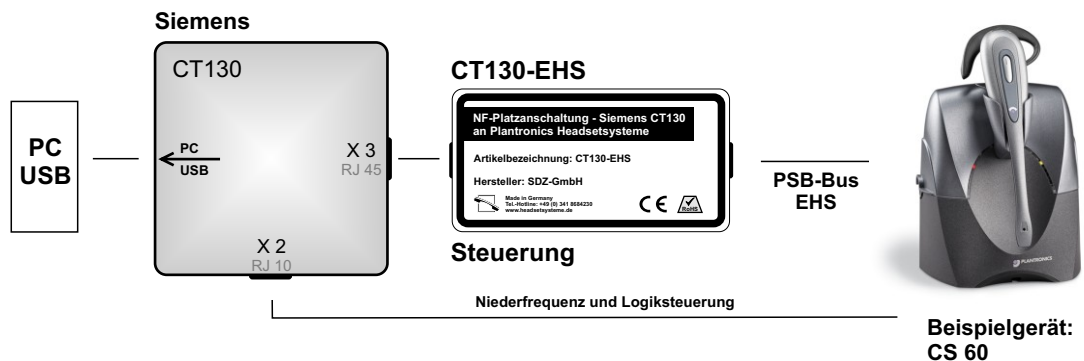 Siemens
CT130
PC
USB
PC
USB
X 3
RJ 45
X 2
RJ 10
CT130-EHS
NF-Platzanschaltung - Siemens CT130
an Plantronics Headsetsysteme
Artikelbezeichnung: CT130-EHS
Hersteller: SDZ-GmbH
Made in Germany
Tel.-Hotline: +49 (0) 341 8684230
www.headsetsysteme.de
CE
RoHS
Steuerung
PSB-Bus
EHS
PLANTRONICS
Niederfrequenz und Logiksteuerung
Beispielgerät:
CS 60